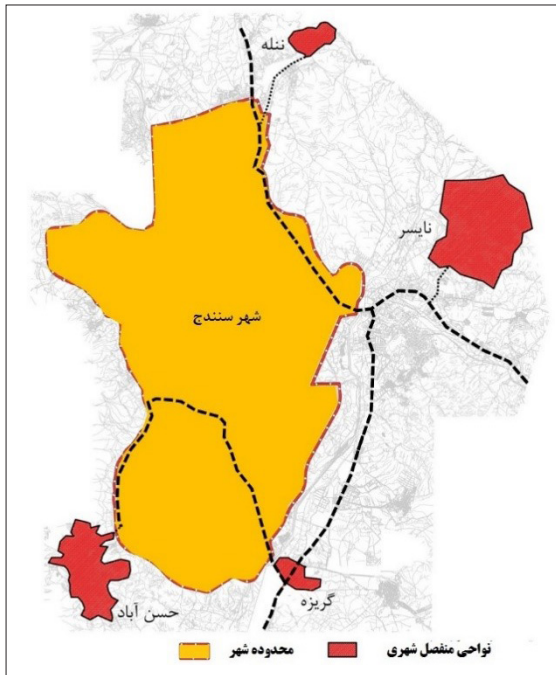 ننله
نایسر
شهر سنندج
حسن آباد
گریزه
نواحی منفصل شهری
محدوده شهر